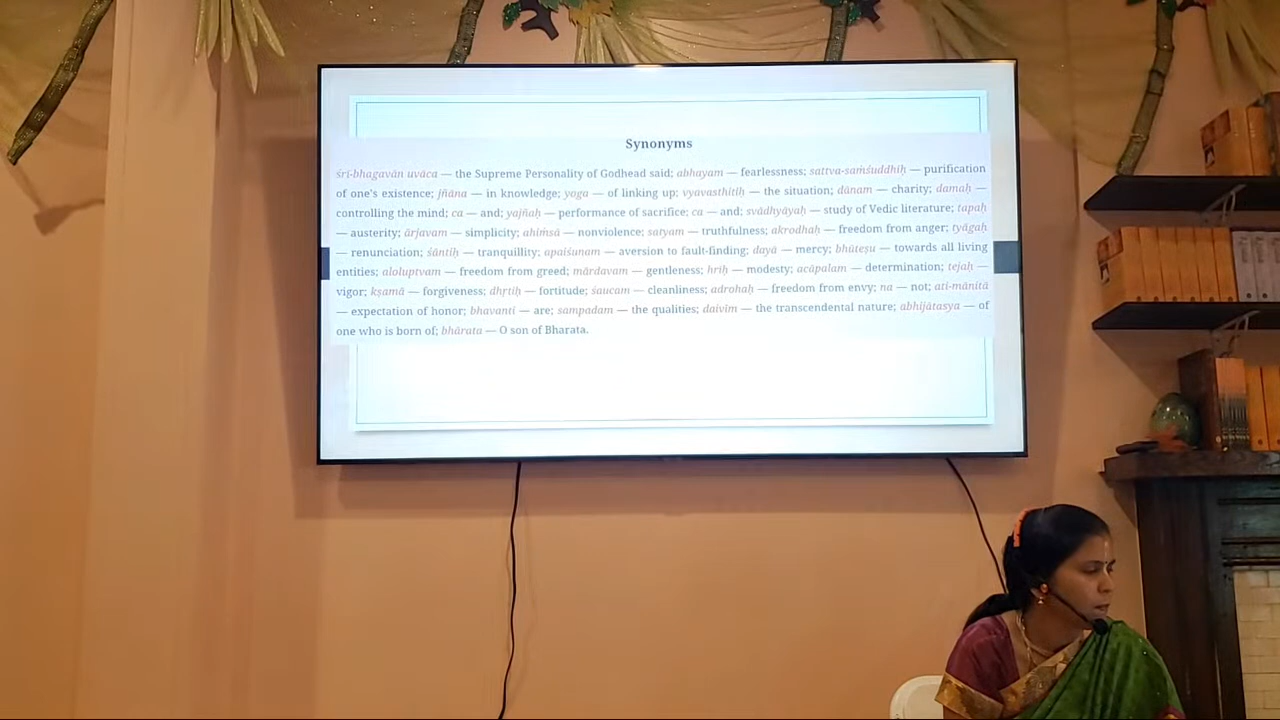 Synonyms
śrī-bhagavān uvāca — the Supreme Personality of Godhead said; abhayam — fearlessness; sattva-saṁśuddhiḥ — purification
of one's existence; jñāna — in knowledge; yoga — of linking up; vyavasthitiḥ — the situation; dānam — charity; damaḥ —
controlling the mind; ca — and; yajñaḥ — performance of sacrifice; ca — and; svādhyāyaḥ — study of Vedic literature; tapaḥ
— austerity; ārjavam — simplicity; ahiṁsā — nonviolence; satyam — truthfulness; akrodhaḥ — freedom from anger; tyāgaḥ
— renunciation; śāntiḥ — tranquillity; apaiśunam — aversion to fault-finding; dayā — mercy; bhūteṣu — towards all living
entities; aloluptvam — freedom from greed; mārdavam — gentleness; hrīḥ — modesty; acāpalam — determination; tejaḥ —
vigor; kṣamā — forgiveness; dhṛtiḥ — fortitude; śaucam — cleanliness; adrohaḥ — freedom from envy; na — not; ati-mānitā
— expectation of honor; bhavanti — are; sampadam — the qualities; daivīm — the transcendental nature; abhijātasya — of
one who is born of; bhārata — O son of Bharata.